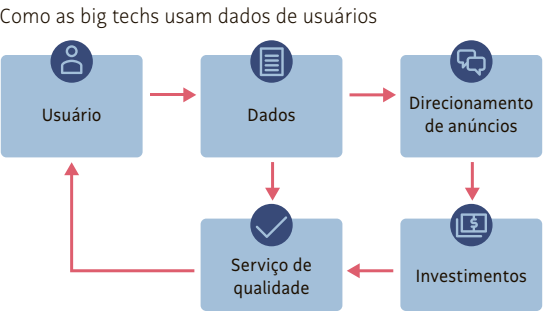 Como as big techs usam dados de usuários
Usuário
Dados
Direcionamento
de anúncios
Serviço de
qualidade
Investimentos